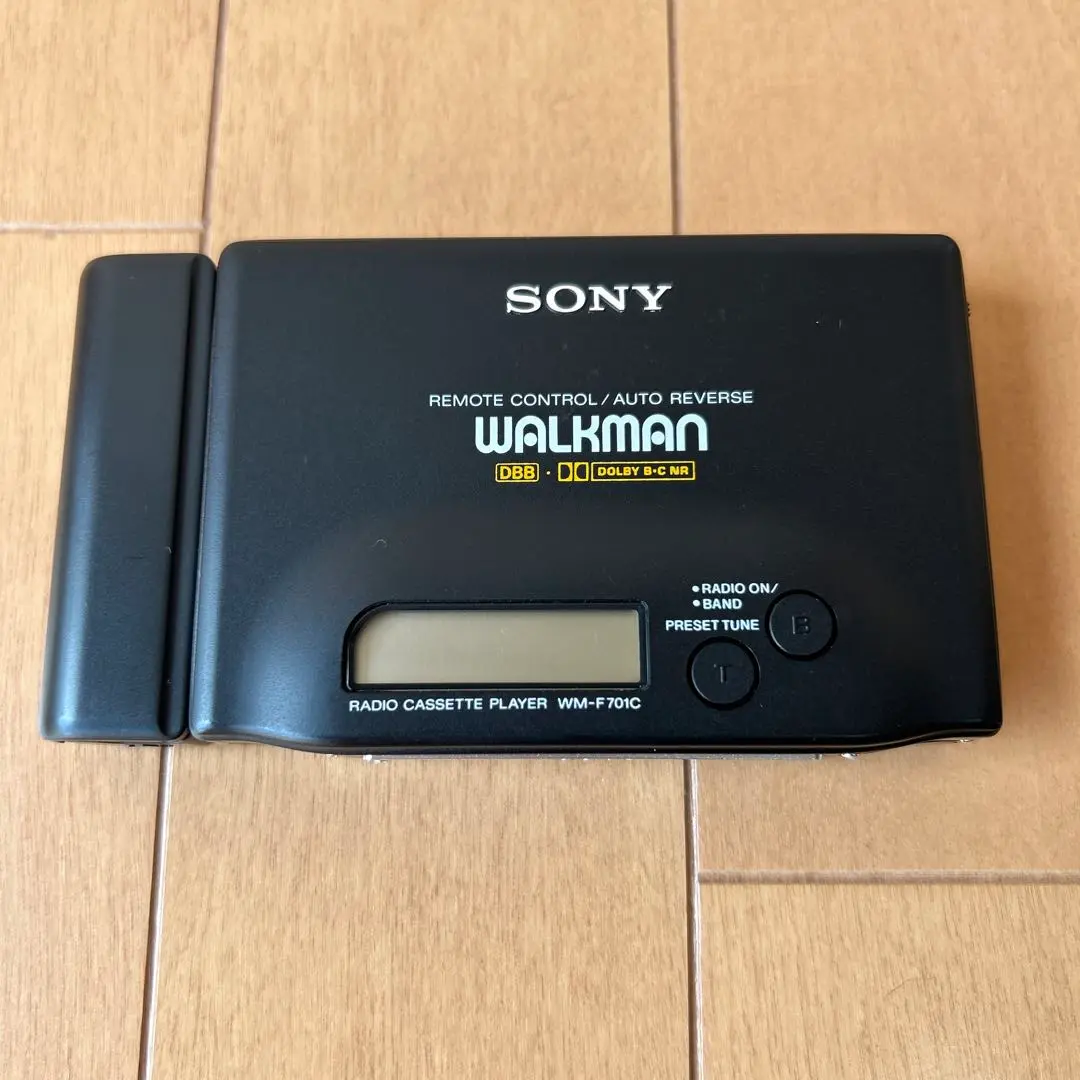 SONY
REMOTE CONTROL/AUTO REVERSE
WALKMAN
DBB · DOLBY B·C NR
•RADIO ON/
•BAND
B
PRESET TUNE
T
RADIO CASSETTE PLAYER WM-F701C